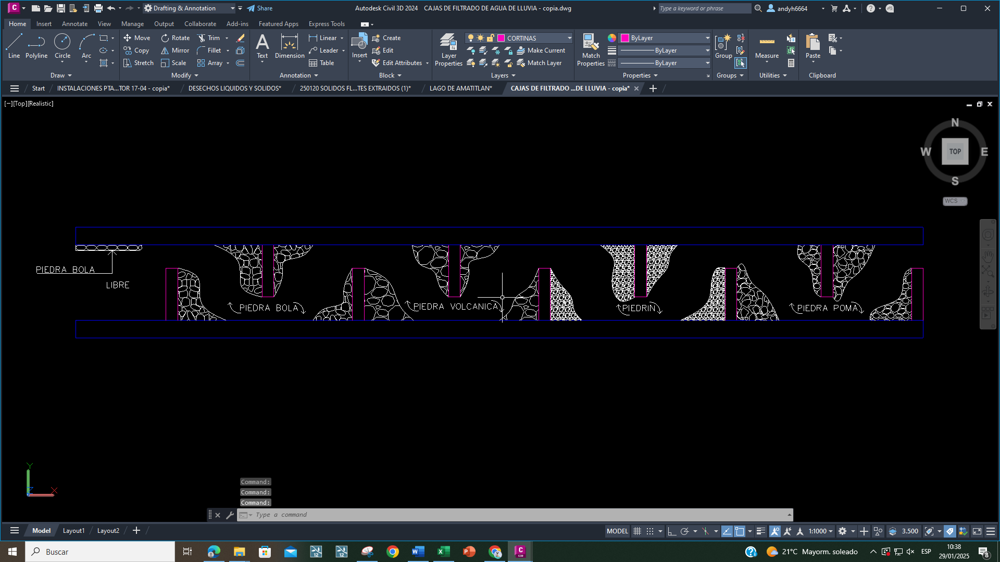 Drafting & Annotation
Share
Autodesk Civil 3D 2024 CAJAS DE FILTRADO DE AGUA DE LLUVIA - copia.dwg
Type a keyword or phrase
andyh6664
Home Insert Annotate View Manage Output Collaborate Add-ins Featured Apps Express Tools
Line Polyline Circle Arc
Move Rotate Trim
Copy Mirror Fillet
Stretch Scale Array
Text Dimension
Linear
Leader
Table
Insert
Create
Edit
Edit Attributes
Layer Properties
CORTINAS
Make Current
Match Layer
Match Properties
ByLayer
ByLayer
ByLayer
Group
Measure
Paste
Draw Modify Annotation Block Layers Properties Groups Utilities Clipboard
Start
INSTALACIONES PTA...TOR 17-04 - copia*
DESECHOS LIQUIDOS Y SOLIDOS*
250120 SOLIDOS FL...TES EXTRAIDOS (1)*
LAGO DE AMATITLAN*
CAJAS DE FILTRADO ...DE LLUVIA - copia*
[−][Top][Realistic]
N
W TOP E
S
WCS
PIEDRA BOLA
LIBRE
PIEDRA BOLA
PIEDRA VOLCANICA
PIEDRIN
PIEDRA POMA
Y
Z X
Command:
Command:
Command:
Type a command
Model Layout1 Layout2
MODEL
1:1000
3.500
Buscar
21°C Mayorm. soleado
ESP
10:38
29/01/2025
8